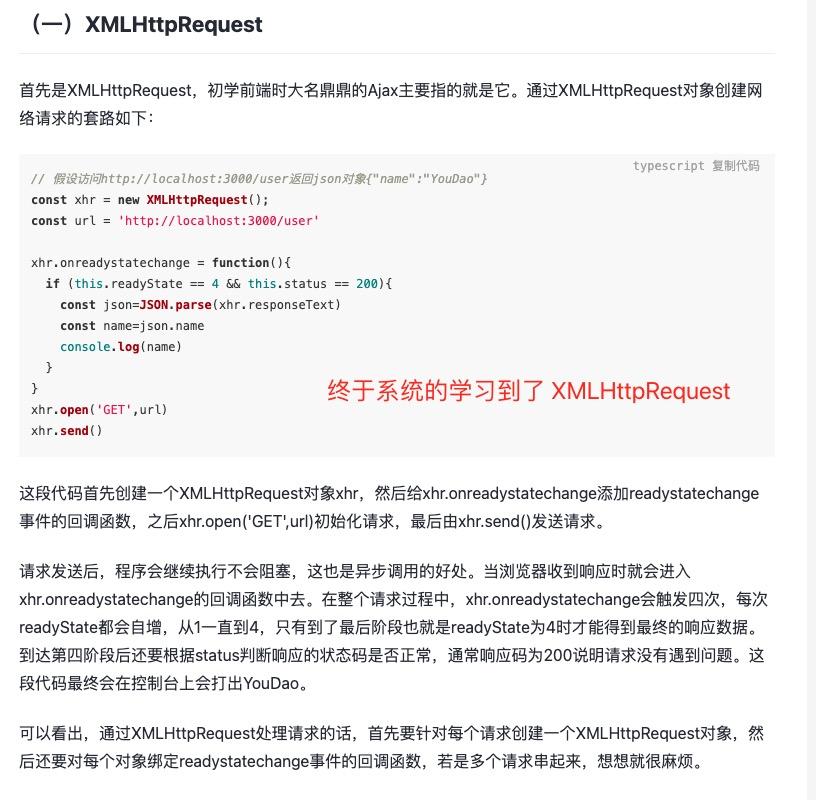 （一）XMLHttpRequest
首先是XMLHttpRequest，初学前端时大名鼎鼎的Ajax主要指的就是它。通过XMLHttpRequest对象创建网
络请求的套路如下：
typescript 复制代码
// 假设访问http://localhost:3000/user返回json对象{"name":"YouDao"}
const xhr = new XMLHttpRequest();
const url = 'http://localhost:3000/user'
xhr.onreadystatechange = function(){
  if (this.readyState == 4 && this.status == 200){
    const json=JSON.parse(xhr.responseText)
    const name=json.name
    console.log(name)
  }
}
终于系统的学习到了 XMLHttpRequest
xhr.open('GET',url)
xhr.send()
这段代码首先创建一个XMLHttpRequest对象xhr，然后给xhr.onreadystatechange添加readystatechange
事件的回调函数，之后xhr.open('GET',url)初始化请求，最后由xhr.send()发送请求。
请求发送后，程序会继续执行不会阻塞，这也是异步调用的好处。当浏览器收到响应时就会进入
xhr.onreadystatechange的回调函数中去。在整个请求过程中，xhr.onreadystatechange会触发四次，每次
readyState都会自增，从1一直到4，只有到了最后阶段也就是readyState为4时才能得到最终的响应数据。
到达第四阶段后还要根据status判断响应的状态码是否正常，通常响应码为200说明请求没有遇到问题。这
段代码最终会在控制台上会打出YouDao。
可以看出，通过XMLHttpRequest处理请求的话，首先要针对每个请求创建一个XMLHttpRequest对象，然
后还要对每个对象绑定readystatechange事件的回调函数，若是多个请求串起来，想想就很麻烦。